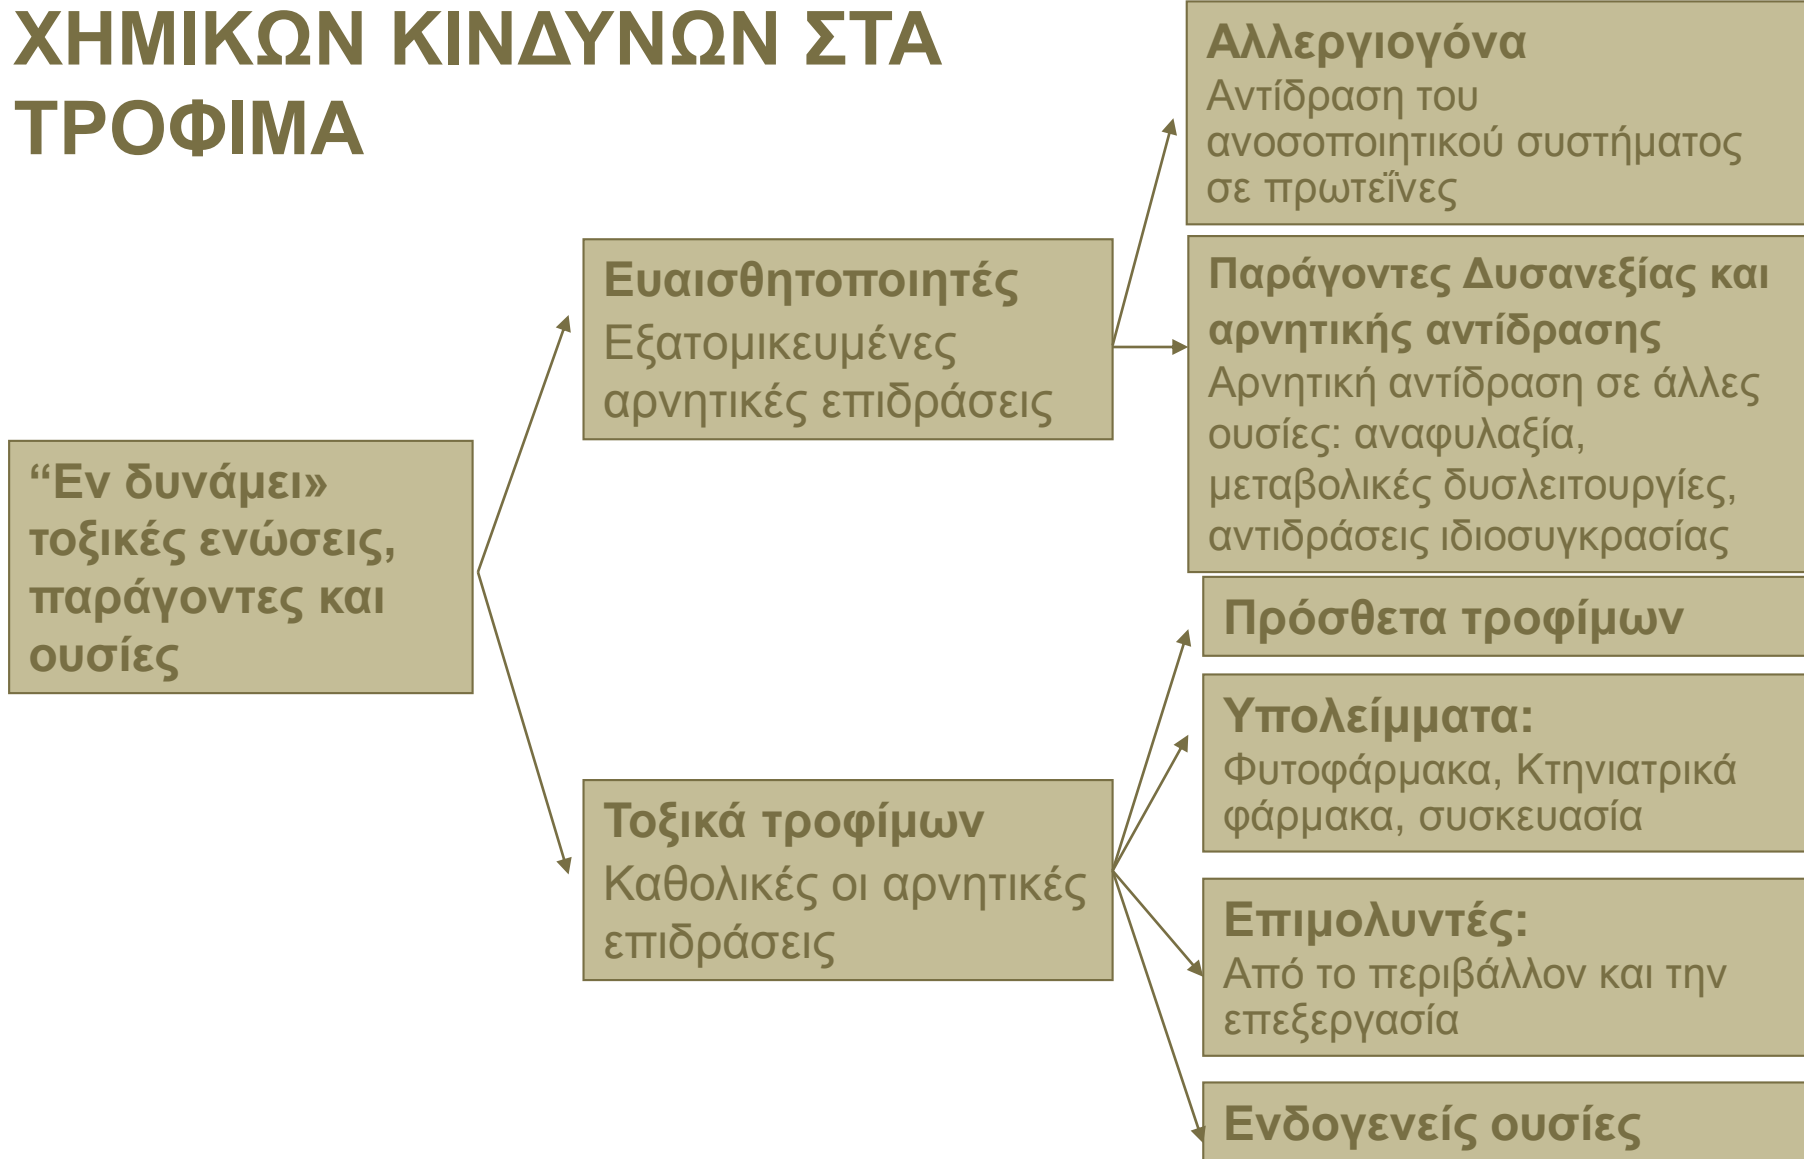 ΧΗΜΙΚΩΝ ΚΙΝΔΥΝΩΝ ΣΤΑ
ΤΡΟΦΙΜΑ
“Εν δυνάμει»
τοξικές ενώσεις,
παράγοντες και
ουσίες
Ευαισθητοποιητές
Εξατομικευμένες
αρνητικές επιδράσεις
Τοξικά τροφίμων
Καθολικές οι αρνητικές
επιδράσεις
Αλλεργιογόνα
Αντίδραση του
ανοσοποιητικού συστήματος
σε πρωτεΐνες
Παράγοντες Δυσανεξίας και
αρνητικής αντίδρασης
Αρνητική αντίδραση σε άλλες
ουσίες: αναφυλαξία,
μεταβολικές δυσλειτουργίες,
αντιδράσεις ιδιοσυγκρασίας
Πρόσθετα τροφίμων
Υπολείμματα:
Φυτοφάρμακα, Κτηνιατρικά
φάρμακα, συσκευασία
Επιμολυντές:
Από το περιβάλλον και την
επεξεργασία
Ενδογενείς ουσίες